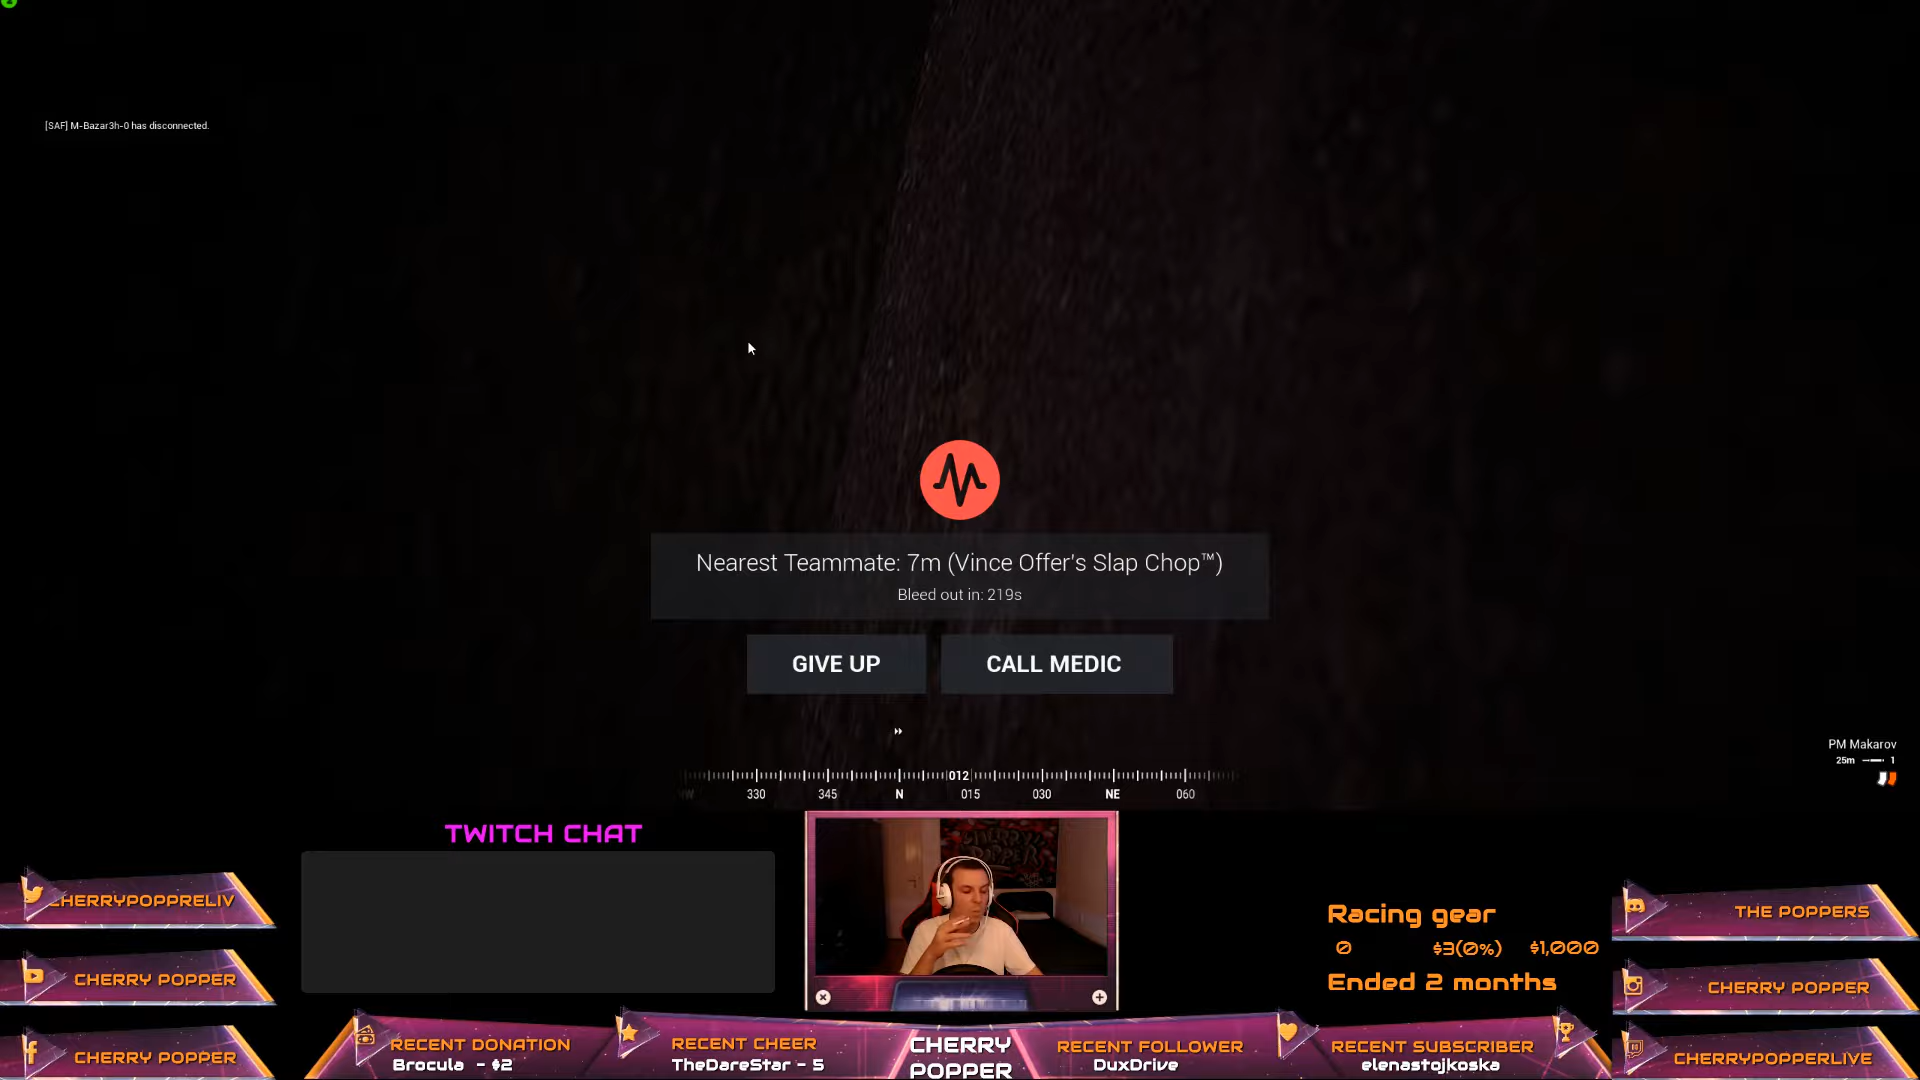 [SAF] M-Bazar3h-0 has disconnected.
Nearest Teammate: 7m (Vince Offer's Slap Chop™)
Bleed out in: 219s
GIVE UP
CALL MEDIC
PM Makarov
25m 1
012
NW 330 345 N 015 030 NE 060
TWITCH CHAT
CHERRYPOPPRELIV
CHERRY POPPER
CHERRY POPPER
Racing gear
0 $3(0%) $1,000
Ended 2 months
THE POPPERS
CHERRY POPPER
CHERRYPOPPERLIVE
RECENT DONATION
Brocula - $2
RECENT CHEER
TheDareStar - 5
CHERRY
POPPER
RECENT FOLLOWER
DuxDrive
RECENT SUBSCRIBER
elenastojkoska